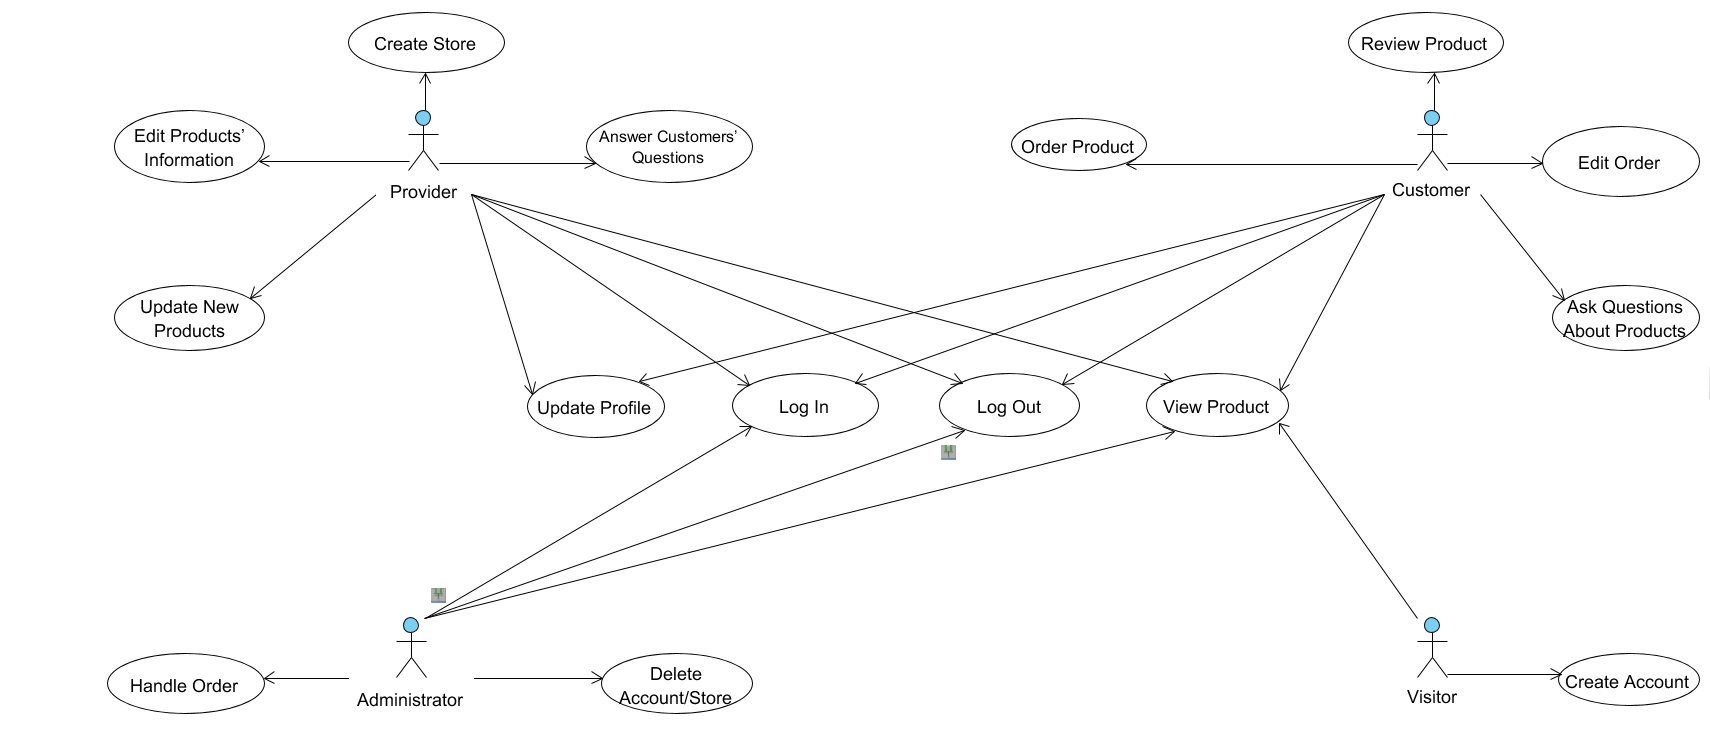 Create Store
Review Product
Edit Products’
Information
Answer Customers’
Questions
Order Product
Edit Order
Provider
Customer
Update New
Products
Ask Questions
About Products
Update Profile
Log In
Log Out
View Product
Handle Order
Administrator
Delete
Account/Store
Visitor
Create Account